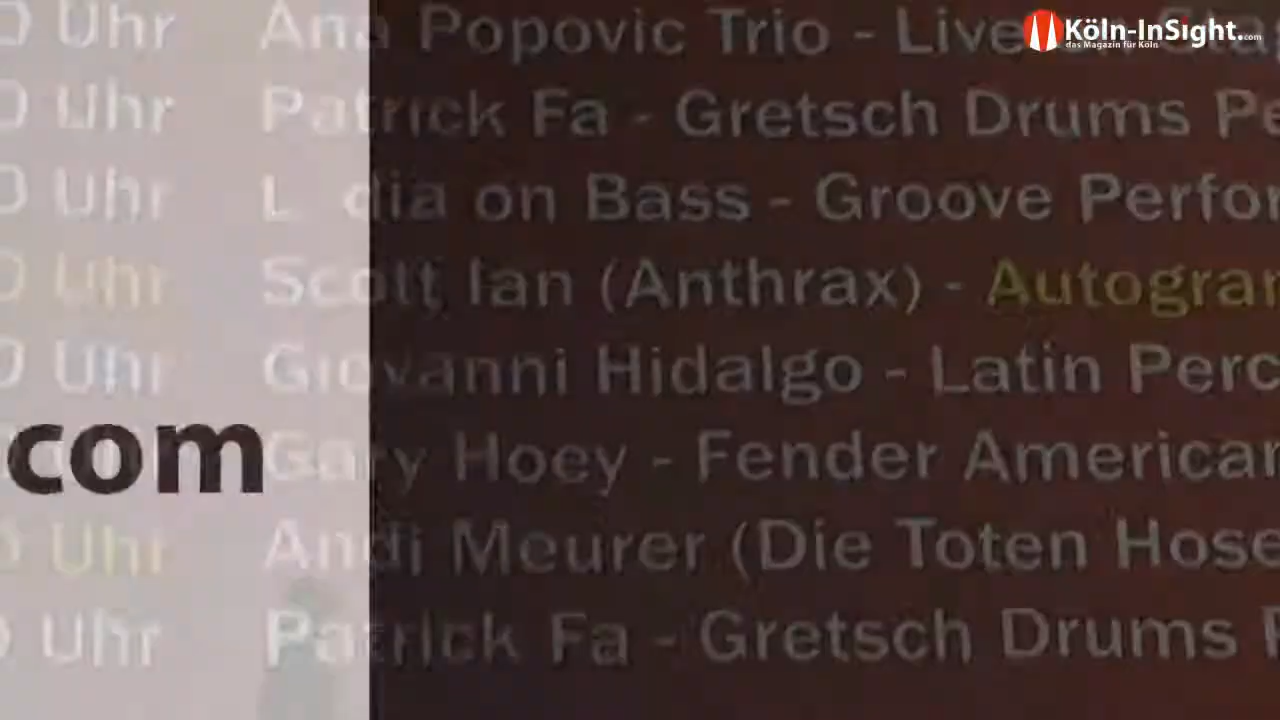 Uhr Ana Popovic Trio - Live
Köln-InSight.com
das Magazin für Köln
Uhr Patrick Fa - Gretsch Drums Pe
Uhr L dia on Bass - Groove Perfor
Uhr Scott Ian (Anthrax) - Autogram
Uhr Giovanni Hidalgo - Latin Perc
com
Gary Hoey - Fender American
Uhr Andi Meurer (Die Toten Hose
Uhr Patrick Fa - Gretsch Drums P